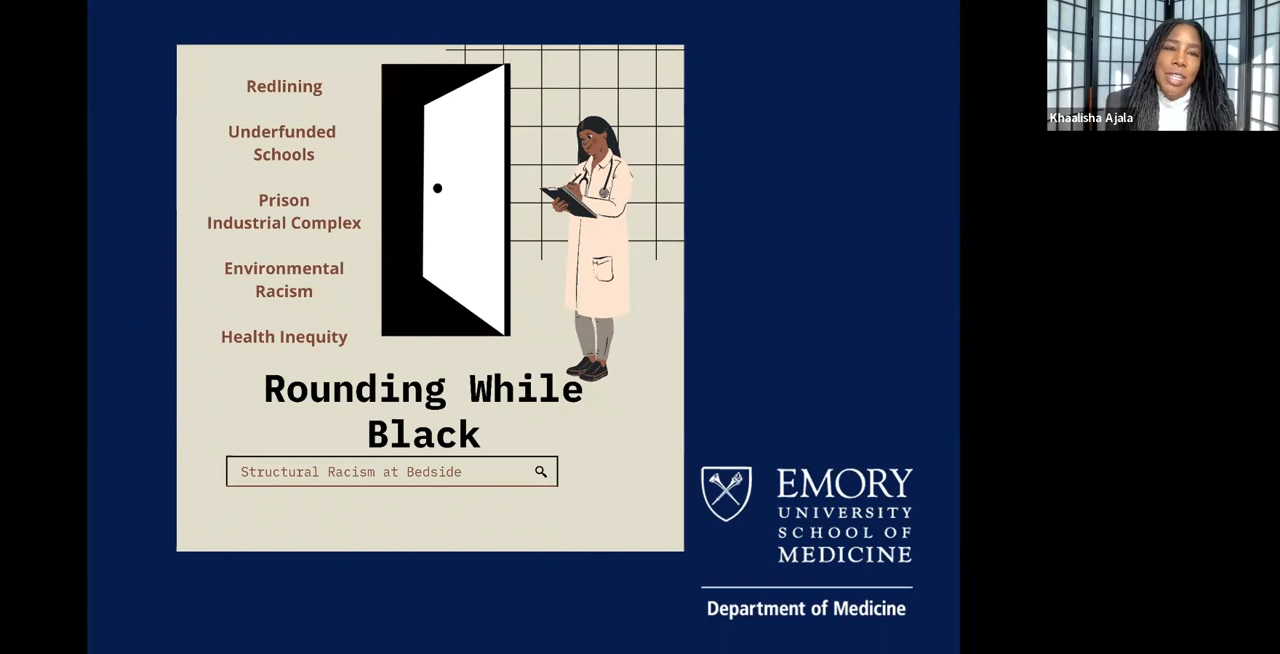 Redlining
Underfunded
Schools
Prison
Industrial Complex
Environmental
Racism
Health Inequity
Rounding While
Black
Structural Racism at Bedside
EMORY
UNIVERSITY
SCHOOL OF
MEDICINE
Department of Medicine
Khaalisha Ajala